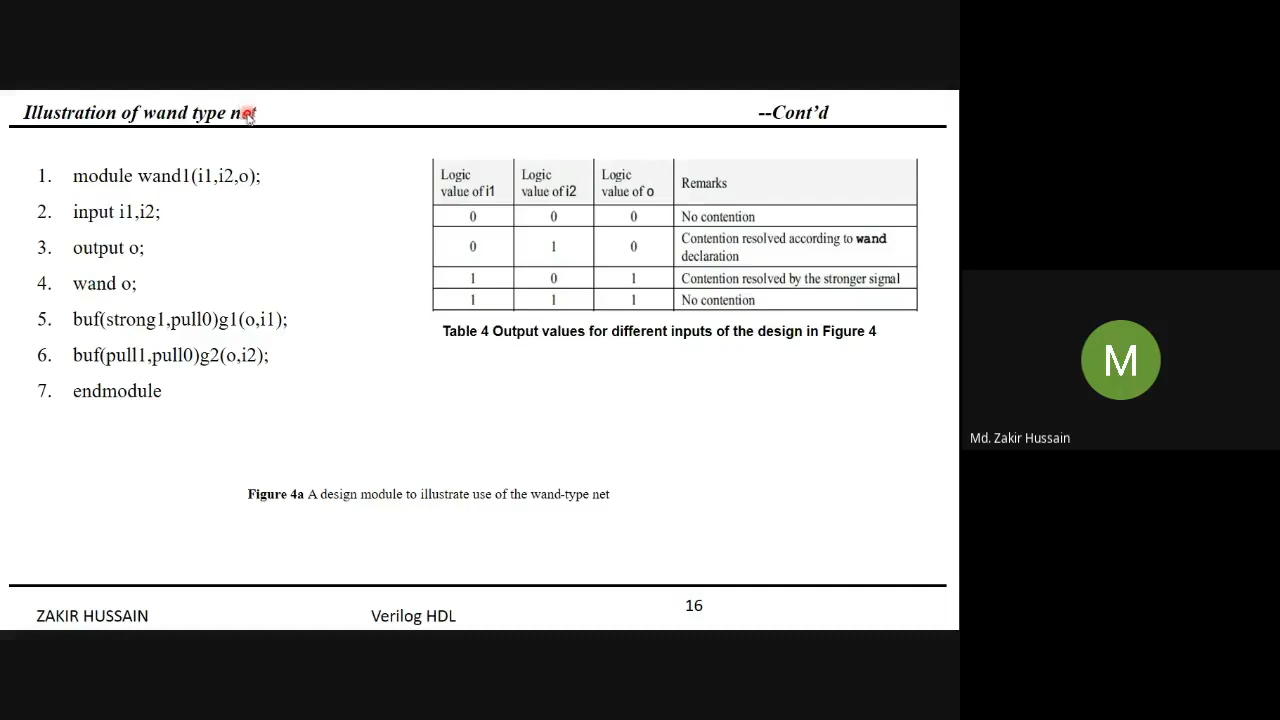 Illustration of wand type net
--Cont'd
1. module wand1(i1,i2,o);
2. input i1,i2;
3. output o;
4. wand o;
5. buf(strong1,pull0)g1(o,i1);
6. buf(pull1,pull0)g2(o,i2);
7. endmodule
Logic value of i1 Logic value of i2 Logic value of o Remarks
0 0 0 No contention
0 1 0 Contention resolved according to wand
declaration
1 0 1 Contention resolved by the stronger signal
1 1 1 No contention
Table 4 Output values for different inputs of the design in Figure 4
Figure 4a A design module to illustrate use of the wand-type net
ZAKIR HUSSAIN
Verilog HDL
16
M
Md. Zakir Hussain